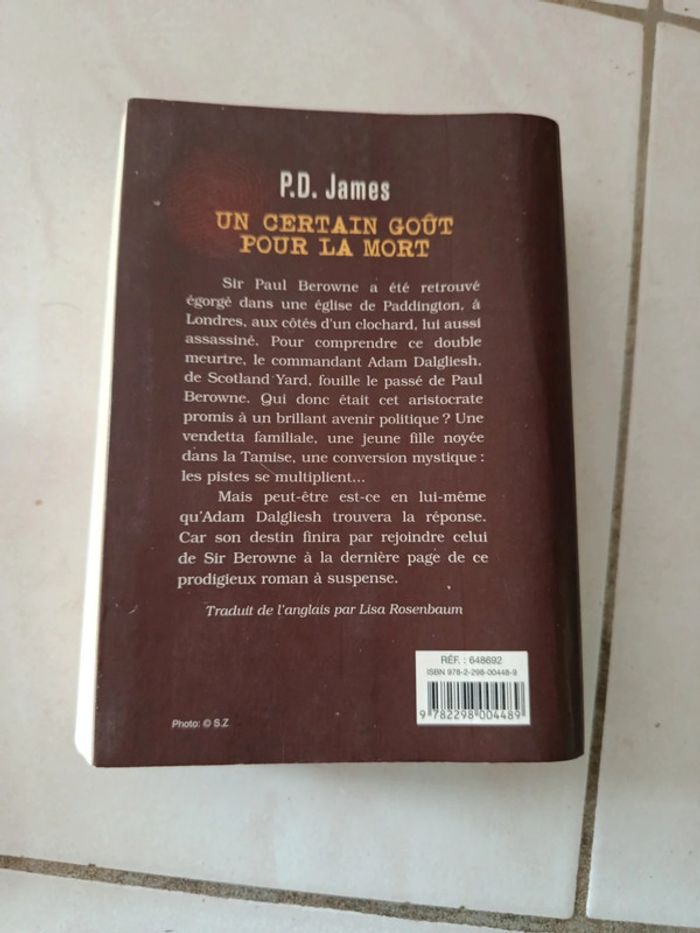 P.D. James
UN CERTAIN GOÛT
POUR LA MORT
Sir Paul Berowne a été retrouvé
égorgé dans une église de Paddington, à
Londres, aux côtés d'un clochard, lui aussi
assassiné. Pour comprendre ce double
meurtre, le commandant Adam Dalgliesh,
de Scotland Yard, fouille le passé de Paul
Berowne. Qui donc était cet aristocrate
promis à un brillant avenir politique ? Une
vendetta familiale, une jeune fille noyée
dans la Tamise, une conversion mystique :
les pistes se multiplient...
Mais peut-être est-ce en lui-même
qu'Adam Dalgliesh trouvera la réponse.
Car son destin finira par rejoindre celui
de Sir Berowne à la dernière page de ce
prodigieux roman à suspense.
Traduit de l'anglais par Lisa Rosenbaum
RÉF. : 648692
ISBN 978-2-298-00448-9
9 782298 004489
Photo: © S.Z